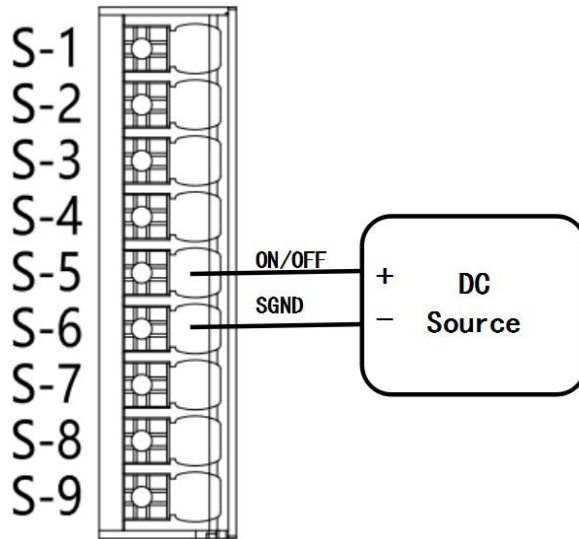 S-1
S-2
S-3
S-4
S-5
ON/OFF
+
DC
Source
S-6
SGND
−
S-7
S-8
S-9